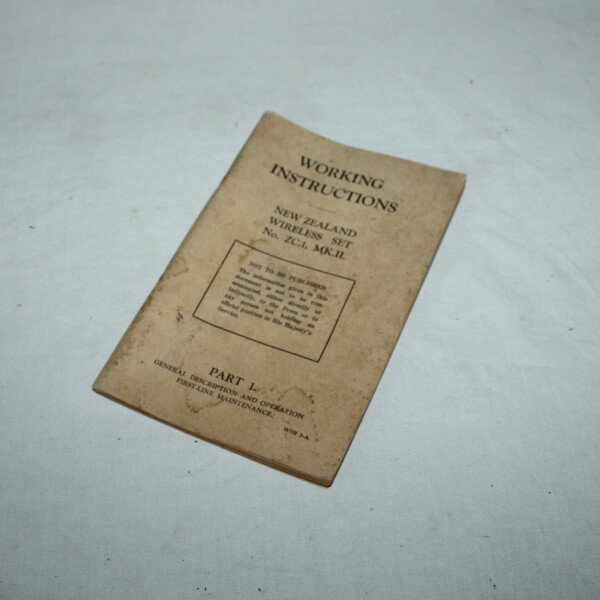 WORKING
INSTRUCTIONS
NEW ZEALAND
WIRELESS SET
No. ZC.1, MK.II.
NOT TO BE PUBLISHED
The information given in this
document is not to be com-
municated, either directly or
indirectly, to the Press or to
any person not holding an
official position in His Majesty's
Service.
PART I.
GENERAL DESCRIPTION AND OPERATION
FIRST-LINE MAINTENANCE.